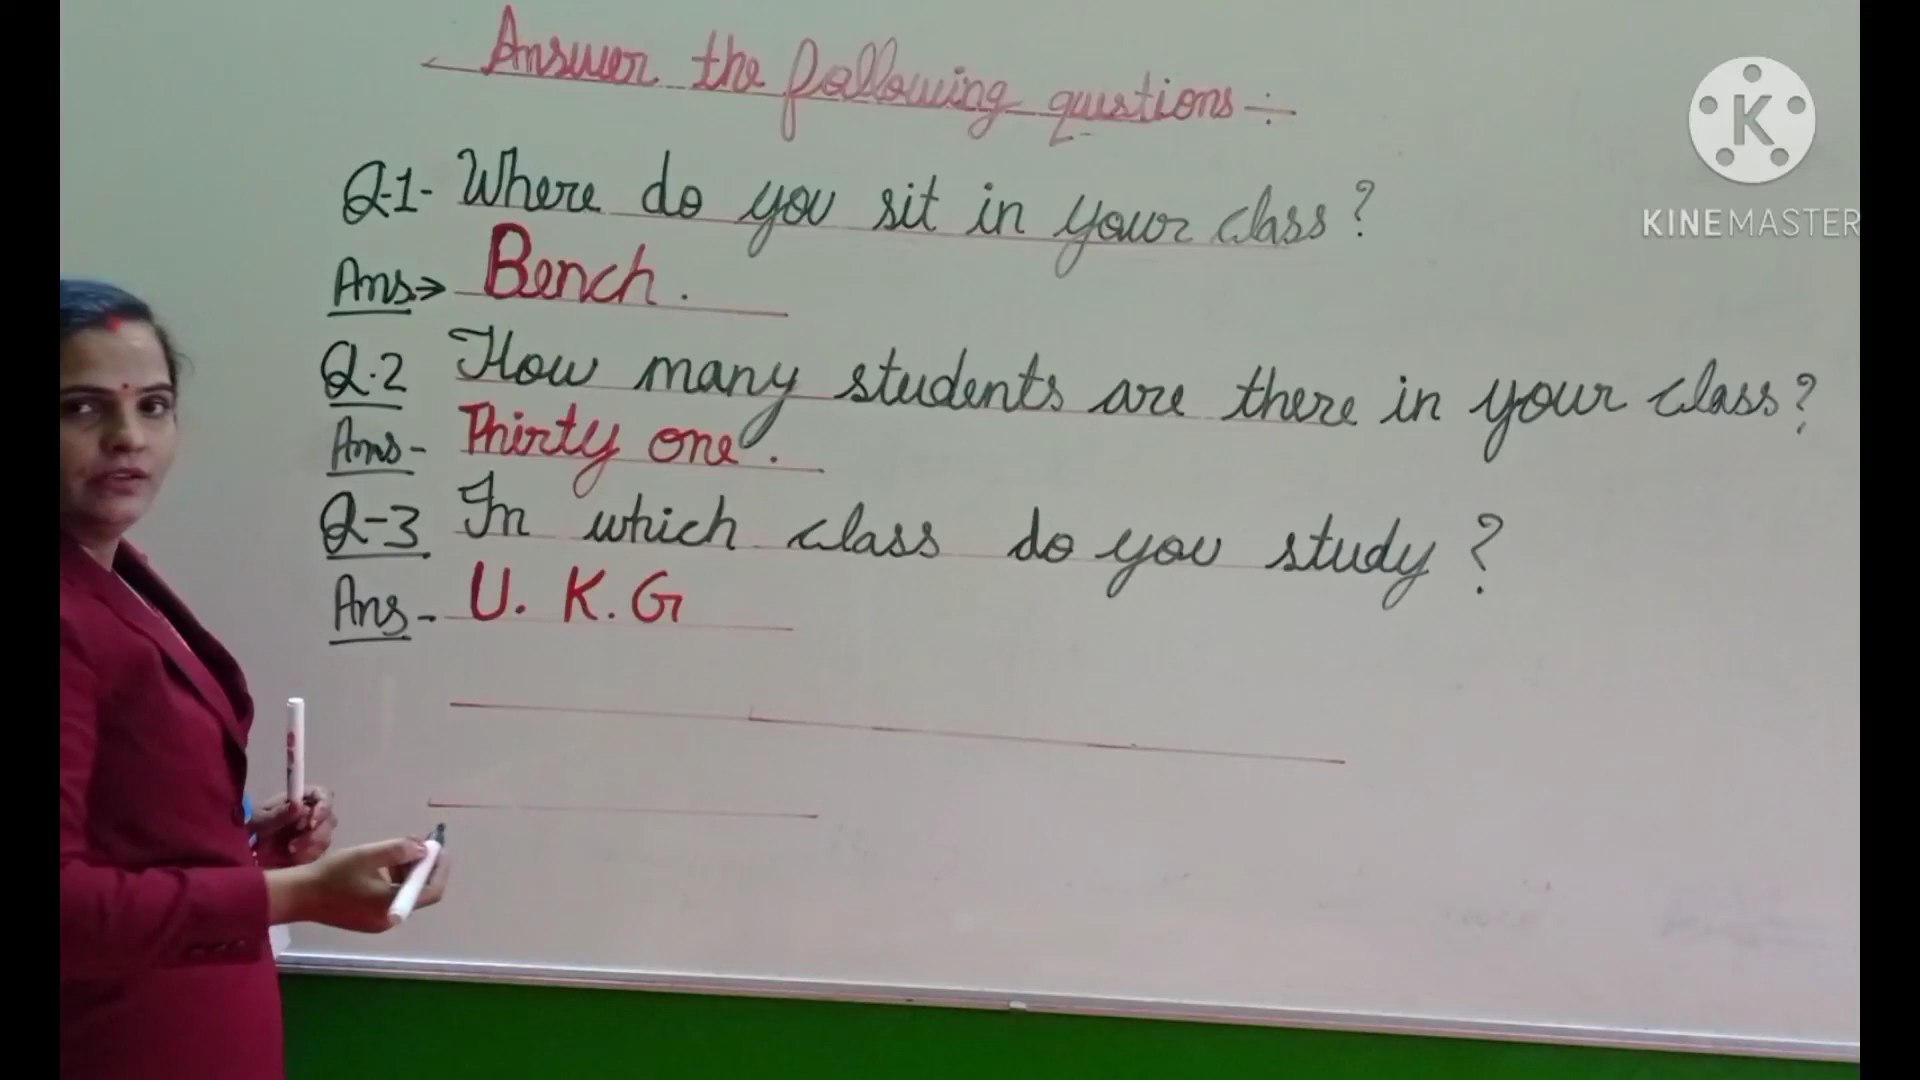 Answer the following questions ÷
Q.1- Where do you sit in your class?
Ans→ Bench.
Q.2 How many students are there in your class?
Ans- Thirty one.
Q-3 In which class do you study?
Ans- U. K. G
K
KINEMASTER